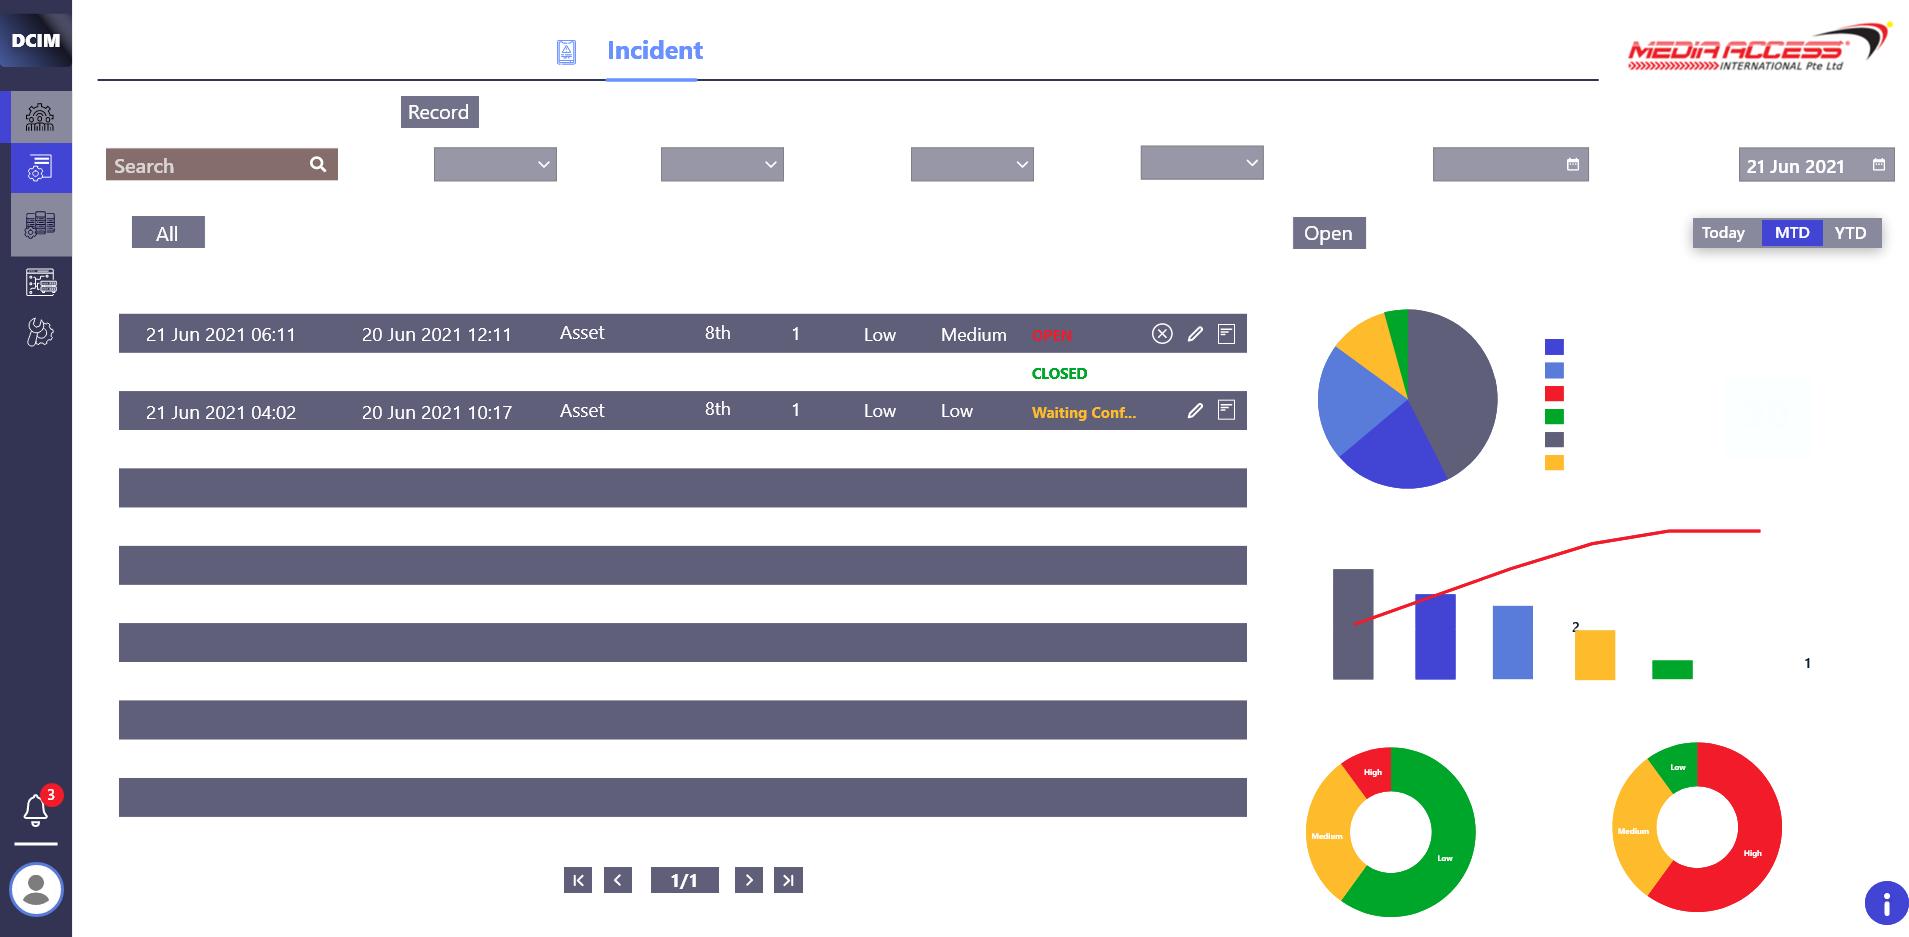 DCIM
Incident
MEDIA ACCESS
INTERNATIONAL Pte Ltd
Record
Search
21 Jun 2021
All
Open
Today MTD YTD
21 Jun 2021 06:11 20 Jun 2021 12:11 Asset 8th 1 Low Medium OPEN
CLOSED
21 Jun 2021 04:02 20 Jun 2021 10:17 Asset 8th 1 Low Low Waiting Conf...
2
1
High
Medium
Low
Low
Medium
High
3
1/1